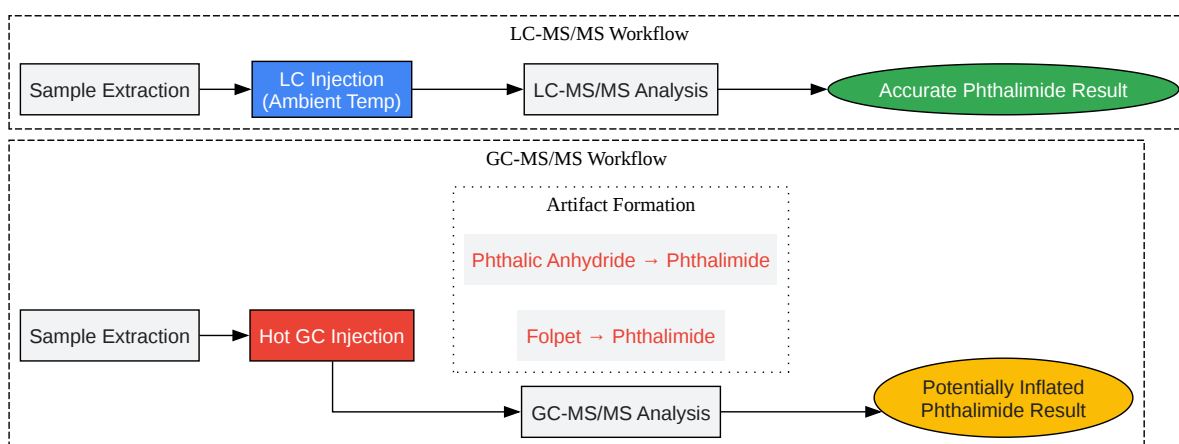 LC-MS/MS Workflow
Sample Extraction
LC Injection
(Ambient Temp)
LC-MS/MS Analysis
Accurate Phthalimide Result
GC-MS/MS Workflow
Artifact Formation
Phthalic Anhydride → Phthalimide
Sample Extraction
Hot GC Injection
Folpet → Phthalimide
GC-MS/MS Analysis
Potentially Inflated
Phthalimide Result